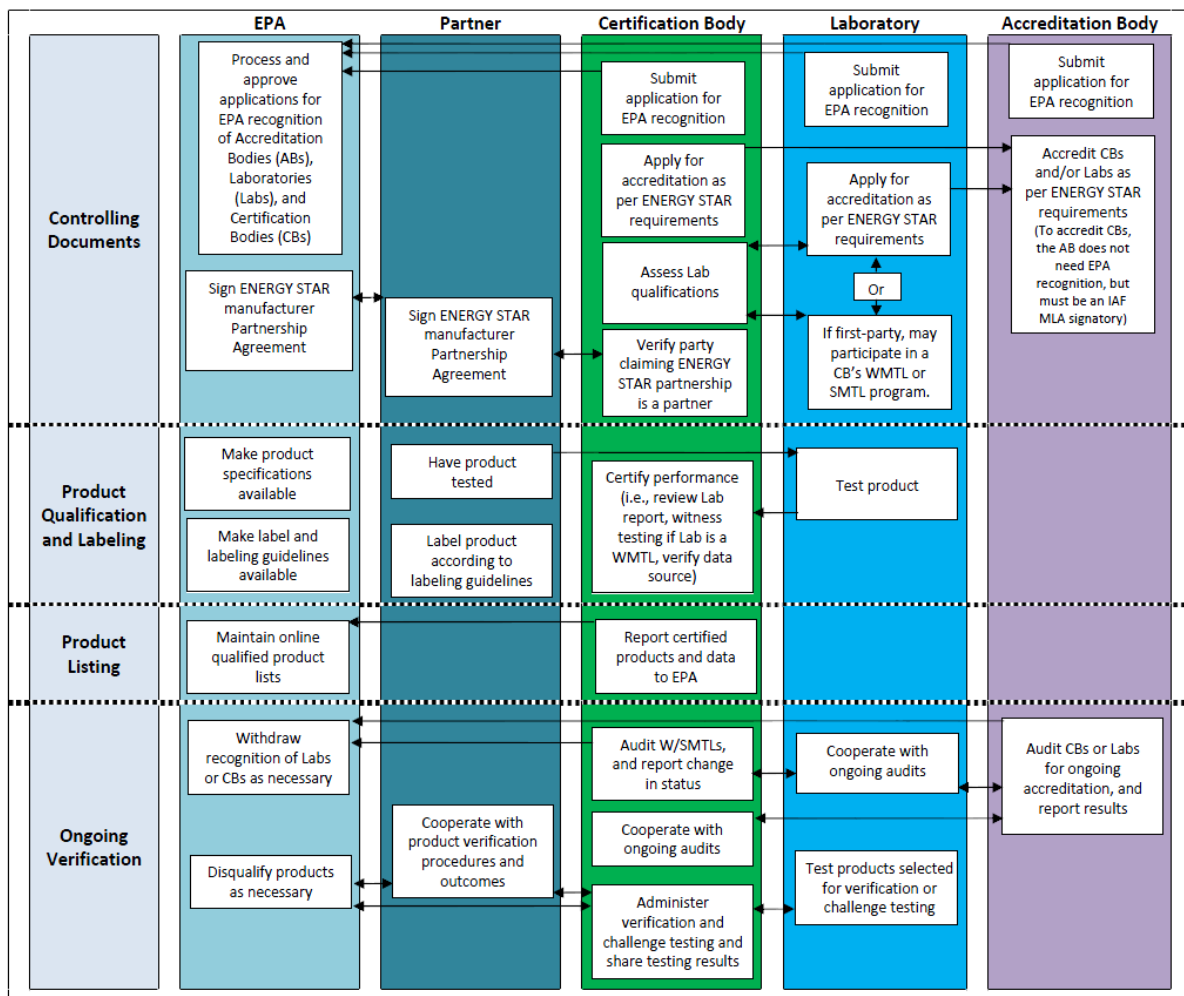 EPA
Partner
Certification Body
Laboratory
Accreditation Body
Controlling
Documents
Process and
approve
applications for
EPA recognition
of Accreditation
Bodies (ABs),
Laboratories
(Labs), and
Certification
Bodies (CBs)
Sign ENERGY STAR
manufacturer
Partnership
Agreement
Sign ENERGY STAR
manufacturer
Partnership
Agreement
Submit
application for
EPA recognition
Apply for
accreditation as
per ENERGY STAR
requirements
Assess Lab
qualifications
Verify party
claiming ENERGY
STAR partnership
is a partner
Submit
application for
EPA recognition
Apply for
accreditation as
per ENERGY STAR
requirements
Or
If first-party, may
participate in a
CB's WMTL or
SMTL program.
Submit
application for
EPA recognition
Accredit CBs
and/or Labs as
per ENERGY STAR
requirements
(To accredit CBs,
the AB does not
need EPA
recognition, but
must be an IAF
MLA signatory)
Product
Qualification
and Labeling
Make product
specifications
available
Make label and
labeling guidelines
available
Have product
tested
Label product
according to
labeling guidelines
Certify performance
(i.e., review Lab
report, witness
testing if Lab is a
WMTL, verify data
source)
Test product
Product
Listing
Maintain online
qualified product
lists
Report certified
products and data
to EPA
Ongoing
Verification
Withdraw
recognition of Labs
or CBs as necessary
Disqualify products
as necessary
Cooperate with
product verification
procedures and
outcomes
Audit W/SMTLs,
and report change
in status
Cooperate with
ongoing audits
Administer
verification and
challenge testing and
share testing results
Cooperate with
ongoing audits
Test products selected
for verification or
challenge testing
Audit CBs or Labs
for ongoing
accreditation, and
report results